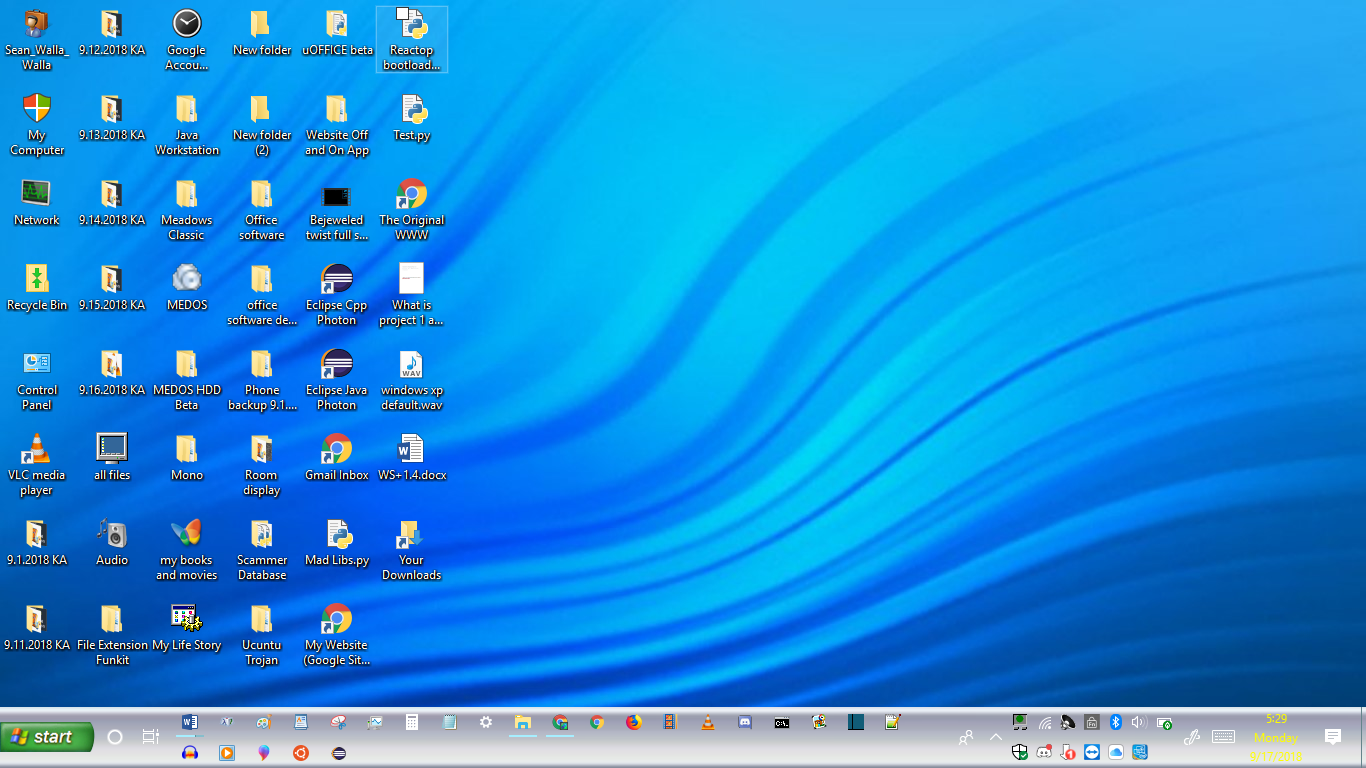 Sean_Walla_
Walla
9.12.2018 KA
Google
Accou...
New folder
uOFFICE beta
Reactop
bootload...
My
Computer
9.13.2018 KA
Java
Workstation
New folder
(2)
Website Off
and On App
Test.py
Network
9.14.2018 KA
Meadows
Classic
Office
software
Bejeweled
twist full s...
The Original
WWW
Recycle Bin
9.15.2018 KA
MEDOS
office
software de...
Eclipse Cpp
Photon
What is
project 1 a...
Control
Panel
9.16.2018 KA
MEDOS HDD
Beta
Phone
backup 9.1....
Eclipse Java
Photon
WAV
windows xp
default.wav
VLC media
player
all files
Mono
Room
display
Gmail Inbox
WS+1.4.docx
9.1.2018 KA
Audio
my books
and movies
Scammer
Database
Mad Libs.py
Your
Downloads
9.11.2018 KA
File Extension
Funkit
My Life Story
Ucuntu
Trojan
My Website
(Google Sit...
start
5:29
Monday
9/17/2018